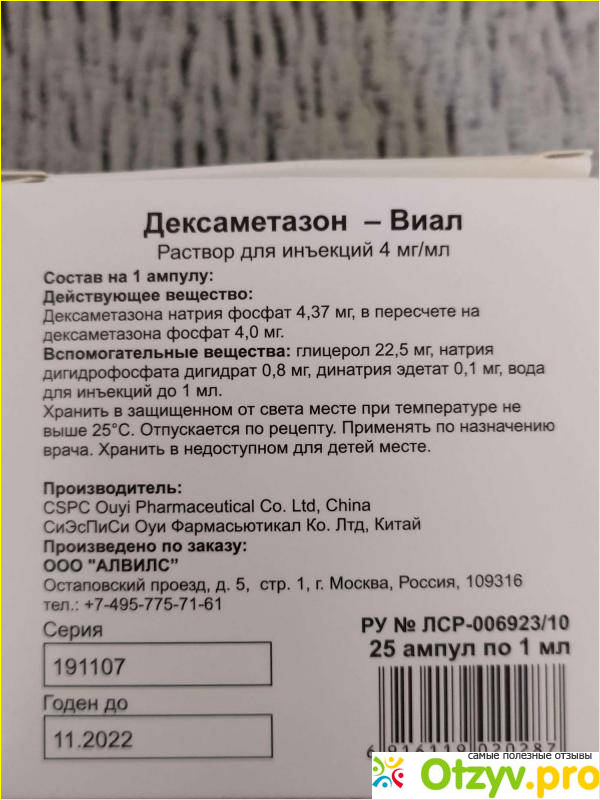 Дексаметазон – Виал
Раствор для инъекций 4 мг/мл
Состав на 1 ампулу:
Действующее вещество:
Дексаметазона натрия фосфат 4,37 мг, в пересчете на
дексаметазона фосфат 4,0 мг.
Вспомогательные вещества: глицерол 22,5 мг, натрия
дигидрофосфата дигидрат 0,8 мг, динатрия эдетат 0,1 мг, вода
для инъекций до 1 мл.
Хранить в защищенном от света месте при температуре не
выше 25°С. Отпускается по рецепту. Применять по назначению
врача. Хранить в недоступном для детей месте.
Производитель:
CSPC Ouyi Pharmaceutical Co. Ltd, China
СиЭсПиСи Оуи Фармасьютикал Ко. Лтд, Китай
Произведено по заказу:
ООО "АЛВИЛС"
Остаповский проезд, д. 5, стр. 1, г. Москва, Россия, 109316
тел.: +7-495-775-71-61
Серия
191107
Годен до
11.2022
РУ № ЛСР-006923/10
25 ампул по 1 мл
6 916119 020287
самые полезные отзывы
Otzyv.pro